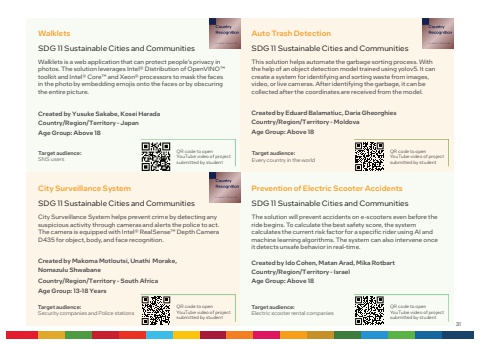 Walklets
Country
Recognition
SDG 11 Sustainable Cities and Communities
Walklets is a web application that can protect people's privacy in
photos. The solution leverages Intel® Distribution of OpenVINO™
toolkit and Intel® Core™ and Xeon® processors to mask the faces
in the photo by embedding emojis onto the faces or by obscuring
the entire picture.
Created by Yusuke Sakabe, Kosei Harada
Country/Region/Territory - Japan
Age Group: Above 18
Target audience:
SNS users
QR code to open
YouTube video of project
submitted by student
Auto Trash Detection
Country
Recognition
SDG 11 Sustainable Cities and Communities
This solution helps automate the garbage sorting process. With
the help of an object detection model trained using yolov5. It can
create a system for identifying and sorting waste from images,
video, or live cameras. After identifying the garbage, it can be
collected after the coordinates are received from the model.
Created by Eduard Balamatiuc, Daria Gheorghies
Country/Region/Territory - Moldova
Age Group: Above 18
Target audience:
Every country in the world
QR code to open
YouTube video of project
submitted by student
City Surveillance System
Country
Recognition
SDG 11 Sustainable Cities and Communities
City Surveillance System helps prevent crime by detecting any
suspicious activity through cameras and alerts the police to act.
The camera is equipped with Intel® RealSense™ Depth Camera
D435 for object, body, and face recognition.
Created by Makoma Motloutsi, Unathi Morake,
Nomazulu Shwabane
Country/Region/Territory - South Africa
Age Group: 13-18 Years
Target audience:
Security companies and Police stations
QR code to open
YouTube video of project
submitted by student
Prevention of Electric Scooter Accidents
SDG 11 Sustainable Cities and Communities
The solution will prevent accidents on e-scooters even before the
ride begins. To calculate the best safety score, the system
calculates the current risk factor for a specific rider using AI and
machine learning algorithms. The system can also intervene once
it detects unsafe behavior in real-time.
Created by Ido Cohen, Matan Arad, Mika Rotbart
Country/Region/Territory - Israel
Age Group: Above 18
Target audience:
Electric scooter rental companies
QR code to open
YouTube video of project
submitted by student